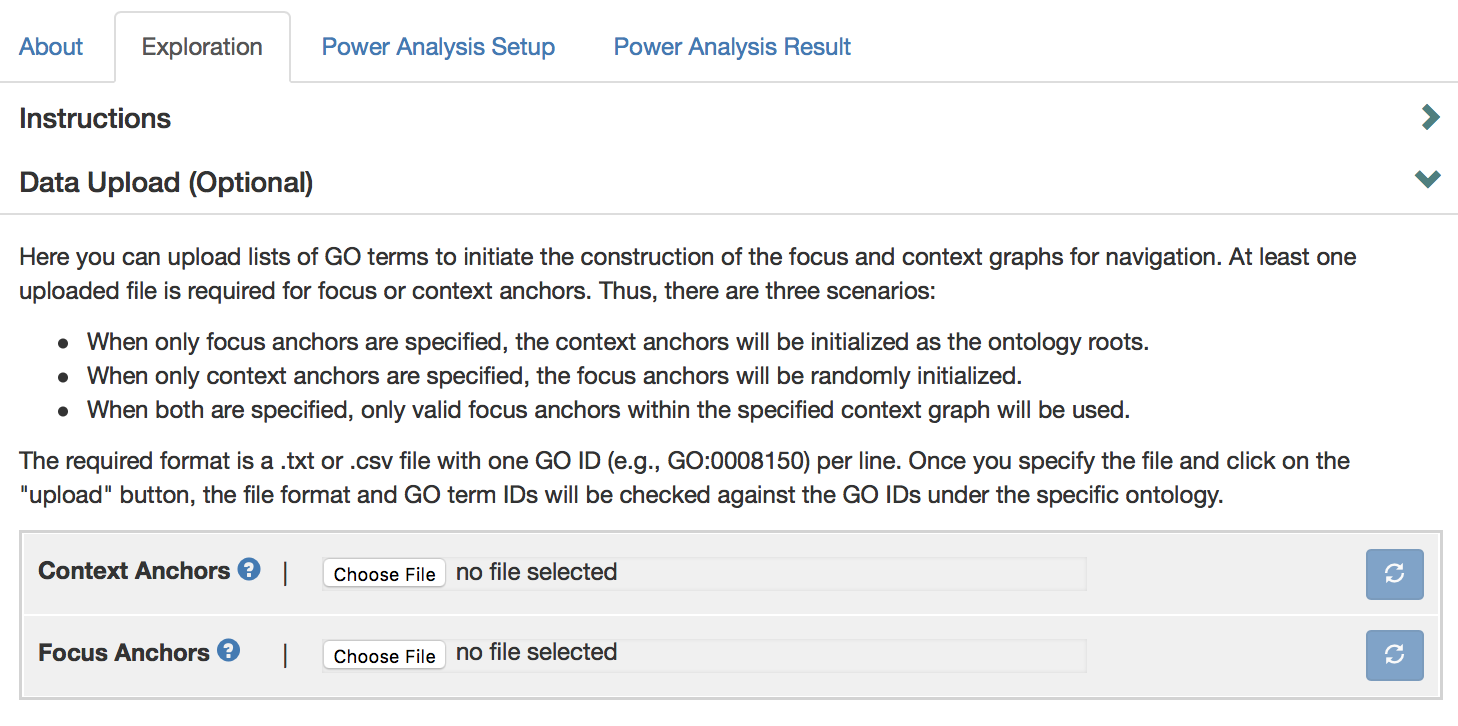 About Exploration Power Analysis Setup Power Analysis Result
Instructions
Data Upload (Optional)
Here you can upload lists of GO terms to initiate the construction of the focus and context graphs for navigation. At least one
uploaded file is required for focus or context anchors. Thus, there are three scenarios:
● When only focus anchors are specified, the context anchors will be initialized as the ontology roots.
● When only context anchors are specified, the focus anchors will be randomly initialized.
● When both are specified, only valid focus anchors within the specified context graph will be used.
The required format is a .txt or .csv file with one GO ID (e.g., GO:0008150) per line. Once you specify the file and click on the
"upload" button, the file format and GO term IDs will be checked against the GO IDs under the specific ontology.
Context Anchors ? | Choose File no file selected
Focus Anchors ? | Choose File no file selected